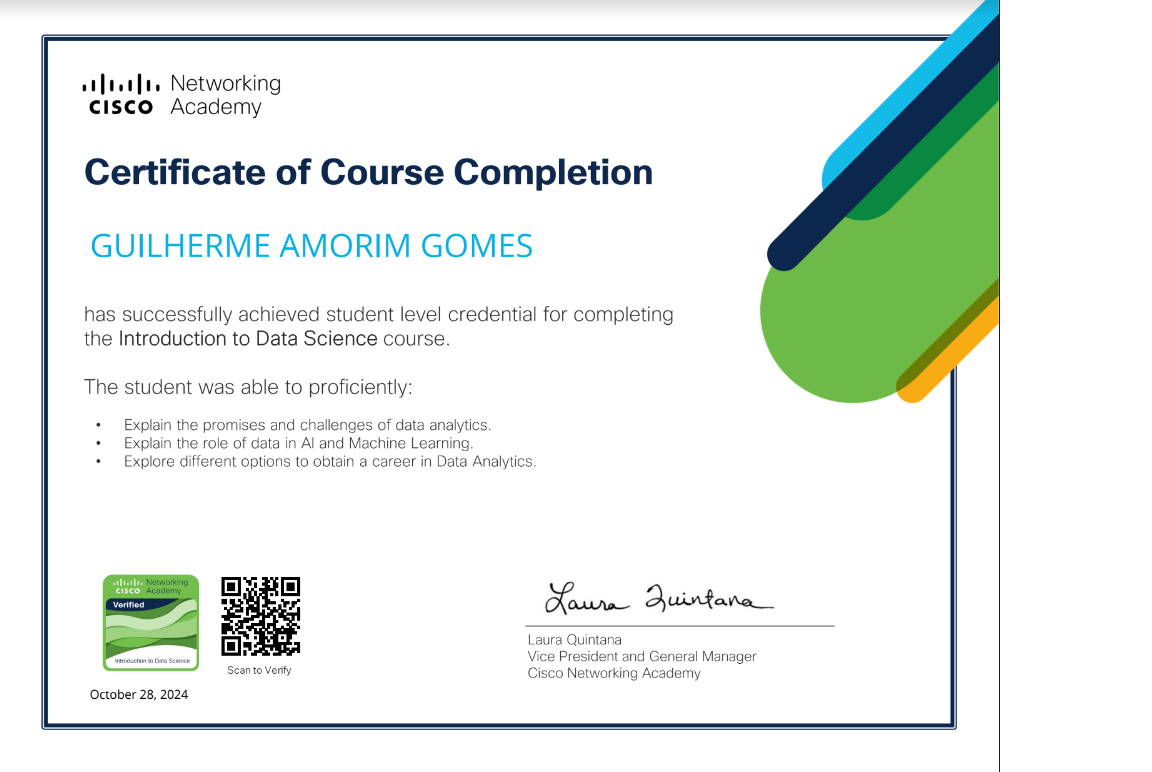 Networking
CISCO Academy
Certificate of Course Completion
GUILHERME AMORIM GOMES
has successfully achieved student level credential for completing
the Introduction to Data Science course.
The student was able to proficiently:
• Explain the promises and challenges of data analytics.
• Explain the role of data in AI and Machine Learning.
• Explore different options to obtain a career in Data Analytics.
Networking
CISCO Academy
Verified
Introduction to Data Science
Scan to Verify
October 28, 2024
Laura Quintana
Laura Quintana
Vice President and General Manager
Cisco Networking Academy